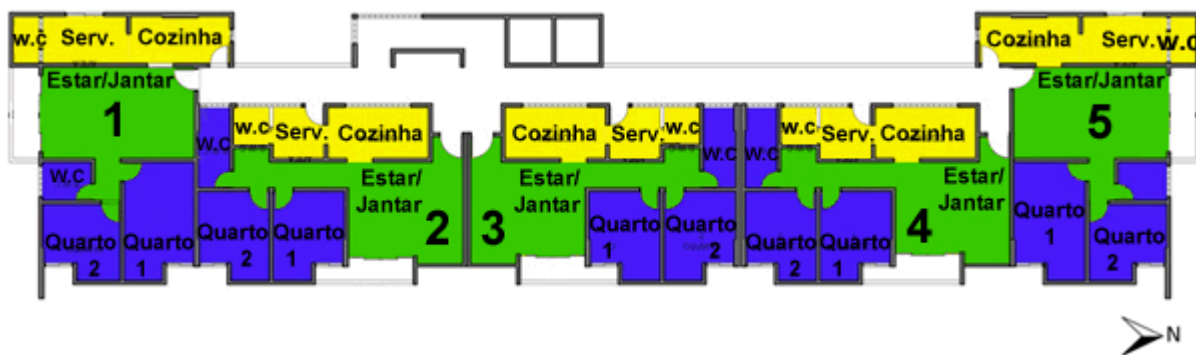 w.c Serv. Cozinha
Estar/Jantar
1
W.C
Quarto
2
Quarto
1
W.C
w.c
Serv.
Cozinha
Estar/
Jantar
2
Quarto
2
Quarto
1
Cozinha
Serv.
w.c
W.C
Estar/
Jantar
3
Quarto
1
Quarto
2
W.C
w.c
Serv.
Cozinha
Estar/
Jantar
4
Quarto
2
Quarto
1
Cozinha Serv. w.c
Estar/Jantar
5
Quarto
1
Quarto
2
N